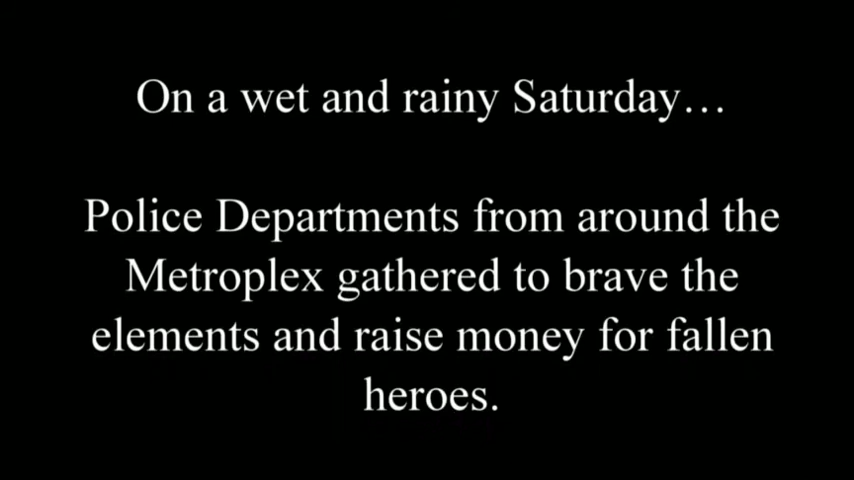 On a wet and rainy Saturday…
Police Departments from around the
Metroplex gathered to brave the
elements and raise money for fallen
heroes.